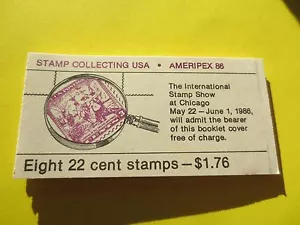 STAMP COLLECTING USA • AMERIPEX 86
The International
Stamp Show
at Chicago
May 22 – June 1, 1986,
will admit the bearer
of this booklet cover
free of charge.
Eight 22 cent stamps – $1.76